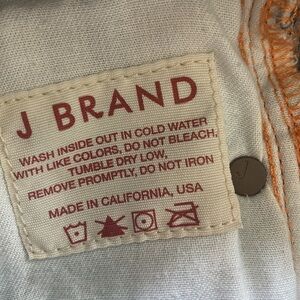 J BRAND
WASH INSIDE OUT IN COLD WATER
WITH LIKE COLORS, DO NOT BLEACH,
TUMBLE DRY LOW,
REMOVE PROMPTLY, DO NOT IRON
MADE IN CALIFORNIA, USA